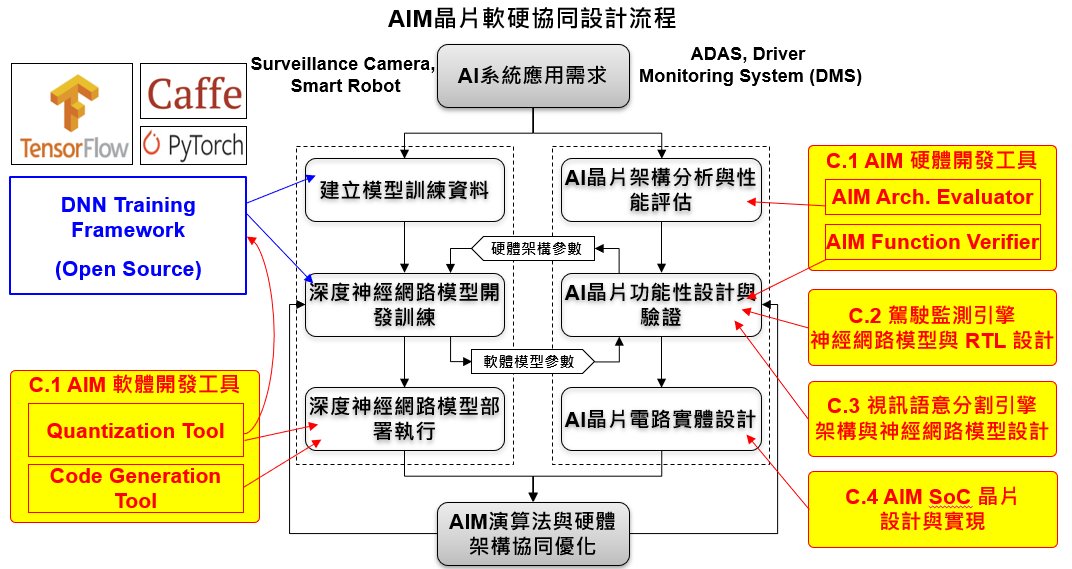 AIM晶片軟硬協同設計流程
Surveillance Camera,
Smart Robot
AI系統應用需求
ADAS, Driver
Monitoring System (DMS)
TensorFlow
Caffe
PyTorch
DNN Training
Framework
(Open Source)
建立模型訓練資料
AI晶片架構分析與性
能評估
C.1 AIM 硬體開發工具
AIM Arch. Evaluator
AIM Function Verifier
硬體架構參數
深度神經網路模型開
發訓練
AI晶片功能性設計與
驗證
C.2 駕駛監測引擎
神經網路模型與 RTL 設計
軟體模型參數
C.1 AIM 軟體開發工具
Quantization Tool
Code Generation
Tool
深度神經網路模型部
署執行
AI晶片電路實體設計
C.3 視訊語意分割引擎
架構與神經網路模型設計
C.4 AIM SoC 晶片
設計與實現
AIM演算法與硬體
架構協同優化